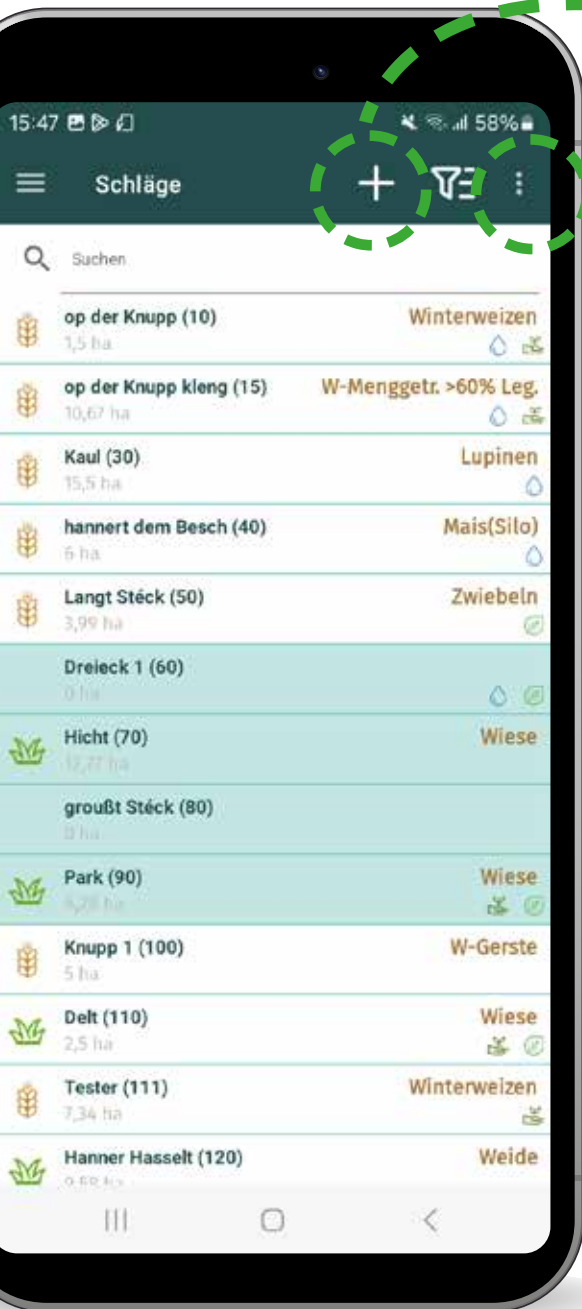 15:47 58%
Schläge
Suchen
op der Knupp (10) Winterweizen
1,5 ha
op der Knupp kleng (15) W-Menggetr. >60% Leg.
10,67 ha
Kaul (30) Lupinen
15,5 ha
hannert dem Besch (40) Mais(Silo)
6 ha
Langt Stéck (50) Zwiebeln
3,99 ha
Dreieck 1 (60)
0 ha
Hicht (70) Wiese
12,77 ha
groußt Stéck (80)
0 ha
Park (90) Wiese
ha
Knupp 1 (100) W-Gerste
5 ha
Delt (110) Wiese
2,5 ha
Tester (111) Winterweizen
7,34 ha
Hanner Hasselt (120) Weide